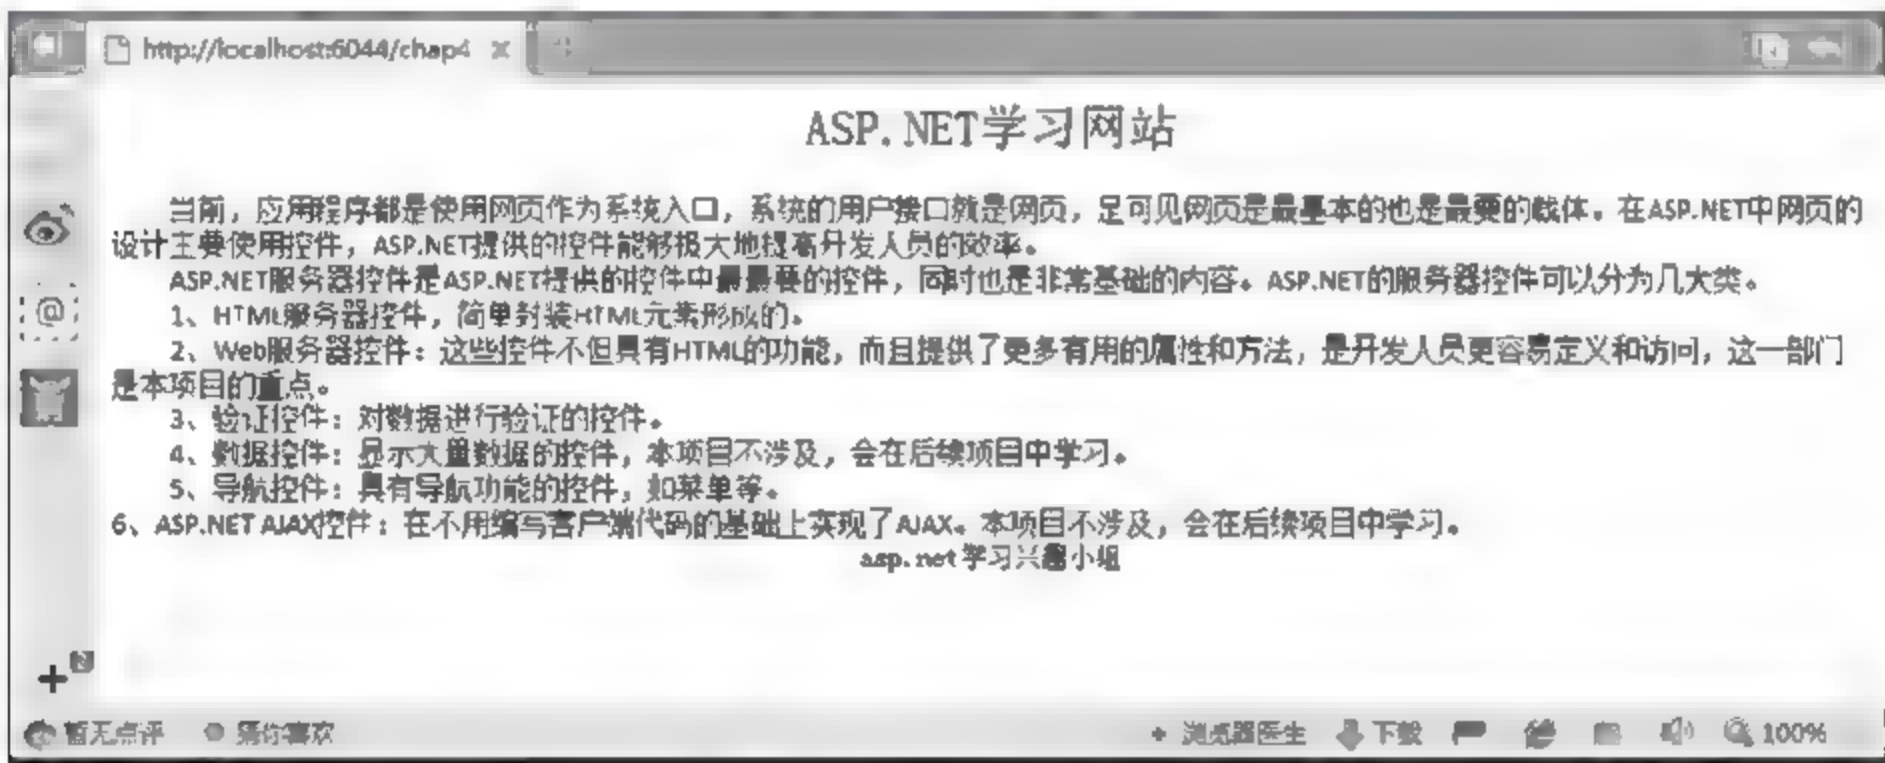 http://localhost:6044/chap4
ASP.NET学习网站
当前，应用程序都是使用网页作为系统入口，系统的用户接口就是网页，足可见网页是最基本的也是最要的载体。在ASP.NET中网页的
设计主要使用控件，ASP.NET提供的控件能够极大地提高开发人员的效率。
ASP.NET服务器控件是ASP.NET提供的控件中最最要的控件，同时也是非常基础的内容。ASP.NET的服务器控件可以分为几大类。
1、HTML服务器控件，简单封装HTML元素形成的。
2、Web服务器控件：这些控件不但具有HTML的功能，而且提供了更多有用的属性和方法，是开发人员更容易定义和访问，这一部门
是本项目的重点。
3、验证控件：对数据进行验证的控件。
4、数据控件：显示大量数据的控件，本项目不涉及，会在后续项目中学习。
5、导航控件：具有导航功能的控件，如菜单等。
6、ASP.NET AJAX控件：在不用编写客户端代码的基础上实现了AJAX。本项目不涉及，会在后续项目中学习。
asp.net学习兴趣小组
暂无点评 猜你喜欢 浏览器医生 下载 100%